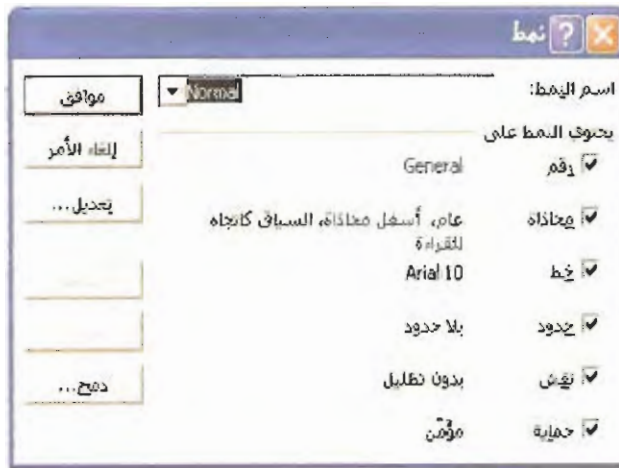 نمط
اسم النمط: Normal
موافق
يحتوي النمط على
إلغاء الأمر
رقم General
تعديل...
محاذاة عام، أسفل محاذاة، السياق كاتجاه
للقراءة
خط Arial 10
حدود بلا حدود
نقش بدون تظليل
دمج...
حماية مؤمّن